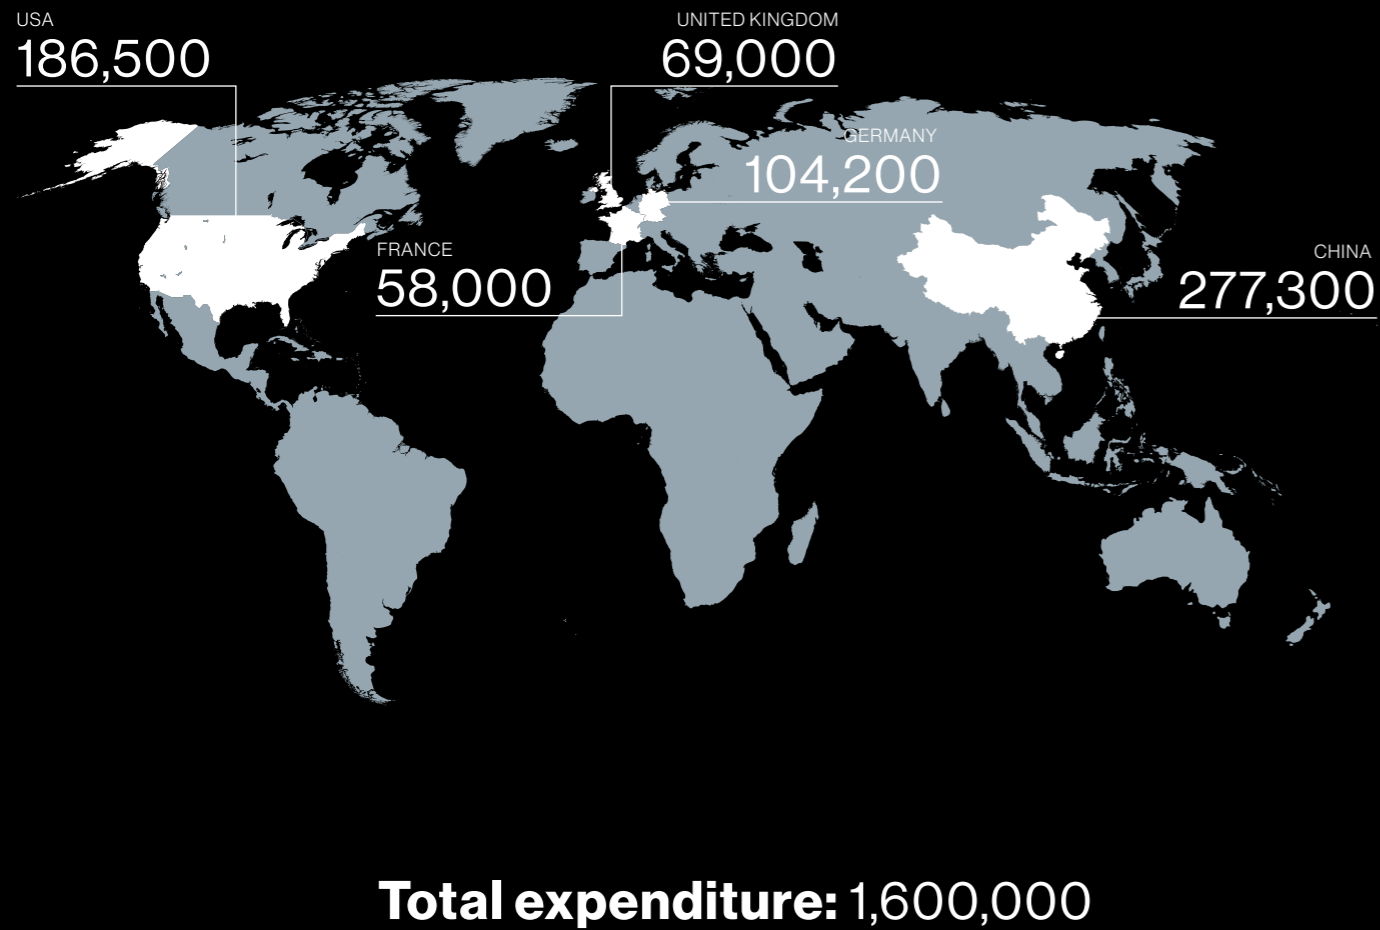 USA
186,500
UNITED KINGDOM
69,000
GERMANY
104,200
FRANCE
58,000
CHINA
277,300
Total expenditure: 1,600,000